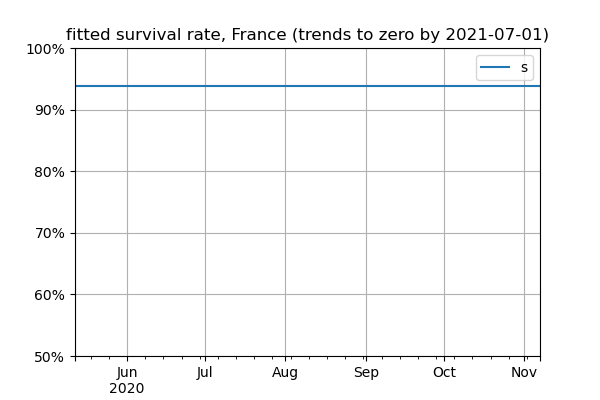 fitted survival rate, France (trends to zero by 2021-07-01)
100%
s
90%
80%
70%
60%
50%
Jun Jul Aug Sep Oct Nov
2020